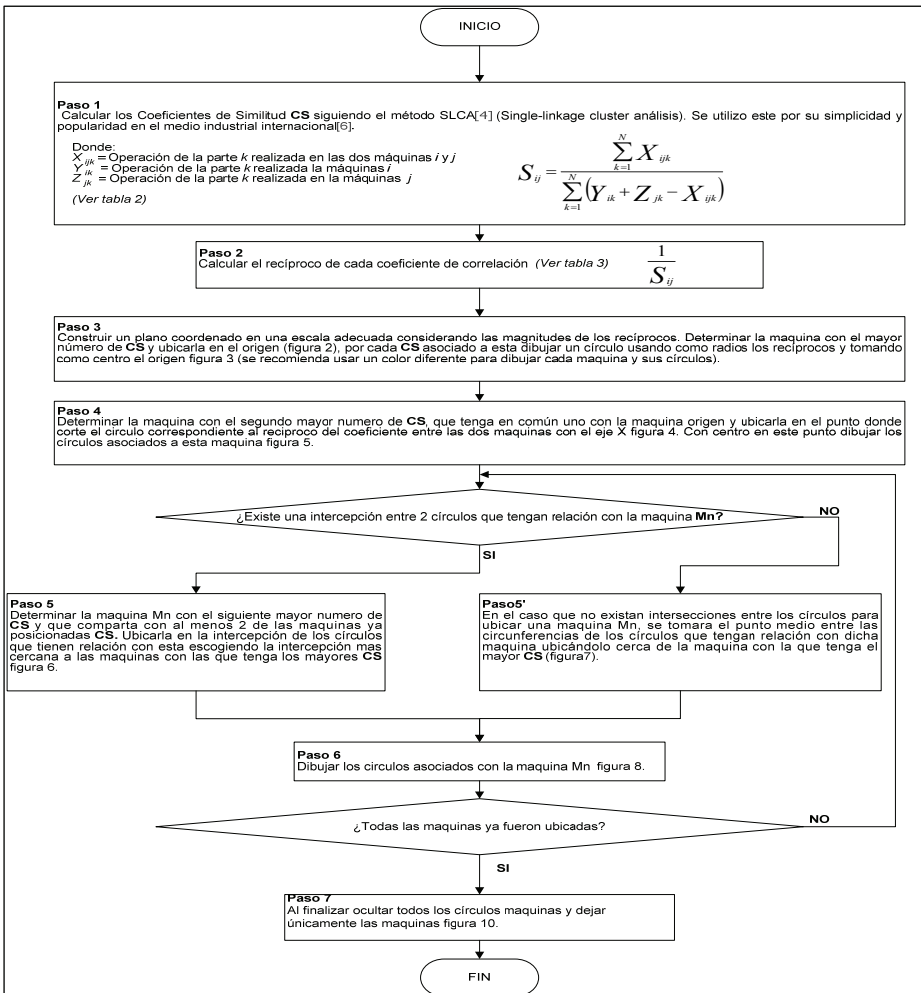 INICIO
Paso 1
Calcular los Coeficientes de Similitud CS siguiendo el método SLCA[4] (Single-linkage cluster análisis). Se utilizo este por su simplicidad y
popularidad en el medio industrial internacional[6].
Donde:
X ijk = Operación de la parte k realizada en las dos máquinas i y j
Y ik = Operación de la parte k realizada la máquinas i
Z jk = Operación de la parte k realizada en la máquinas j
(Ver tabla 2)
S ij = ∑ k=1 N X ijk / ∑ k=1 N (Y ik + Z jk − X ijk)
Paso 2
Calcular el recíproco de cada coeficiente de correlación (Ver tabla 3)
1 / S ij
Paso 3
Construir un plano coordenado en una escala adecuada considerando las magnitudes de los recíprocos. Determinar la maquina con el mayor
número de CS y ubicarla en el origen (figura 2), por cada CS asociado a esta dibujar un círculo usando como radios los recíprocos y tomando
como centro el origen figura 3 (se recomienda usar un color diferente para dibujar cada maquina y sus círculos).
Paso 4
Determinar la maquina con el segundo mayor numero de CS, que tenga en común uno con la maquina origen y ubicarla en el punto donde
corte el circulo correspondiente al reciproco del coeficiente entre las dos maquinas con el eje X figura 4. Con centro en este punto dibujar los
círculos asociados a esta maquina figura 5.
¿Existe una intercepción entre 2 círculos que tengan relación con la maquina Mn?
NO
SI
Paso 5
Determinar la maquina Mn con el siguiente mayor numero de
CS y que comparta con al menos 2 de las maquinas ya
posicionadas CS. Ubicarla en la intercepción de los círculos
que tienen relación con esta escogiendo la intercepción mas
cercana a las maquinas con las que tenga los mayores CS
figura 6.
Paso5'
En el caso que no existan intersecciones entre los círculos para
ubicar una maquina Mn, se tomara el punto medio entre las
circunferencias de los círculos que tengan relación con dicha
maquina ubicándolo cerca de la maquina con la que tenga el
mayor CS (figura7).
Paso 6
Dibujar los circulos asociados con la maquina Mn figura 8.
¿Todas las maquinas ya fueron ubicadas?
NO
SI
Paso 7
Al finalizar ocultar todos los círculos maquinas y dejar
únicamente las maquinas figura 10.
FIN